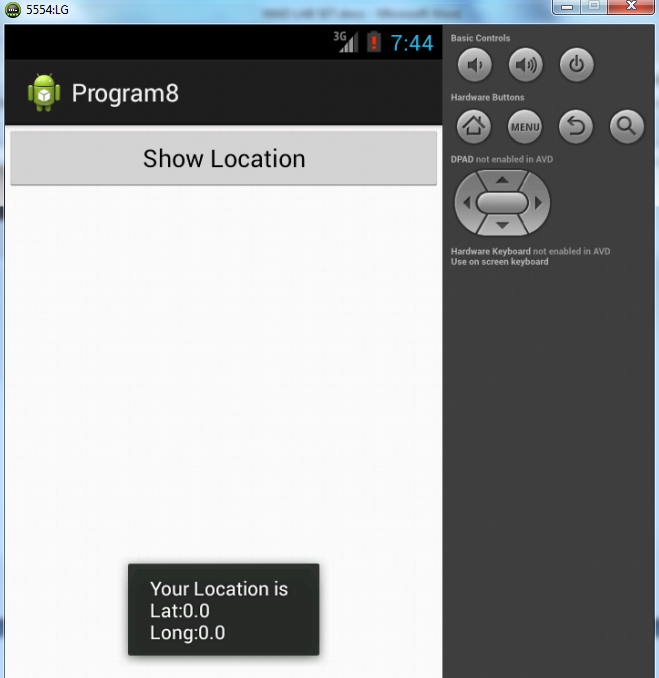 5554:LG
3G
7:44
Program8
Show Location
Your Location is
Lat:0.0
Long:0.0
Basic Controls
Hardware Buttons
MENU
DPAD not enabled in AVD
Hardware Keyboard not enabled in AVD
Use on screen keyboard